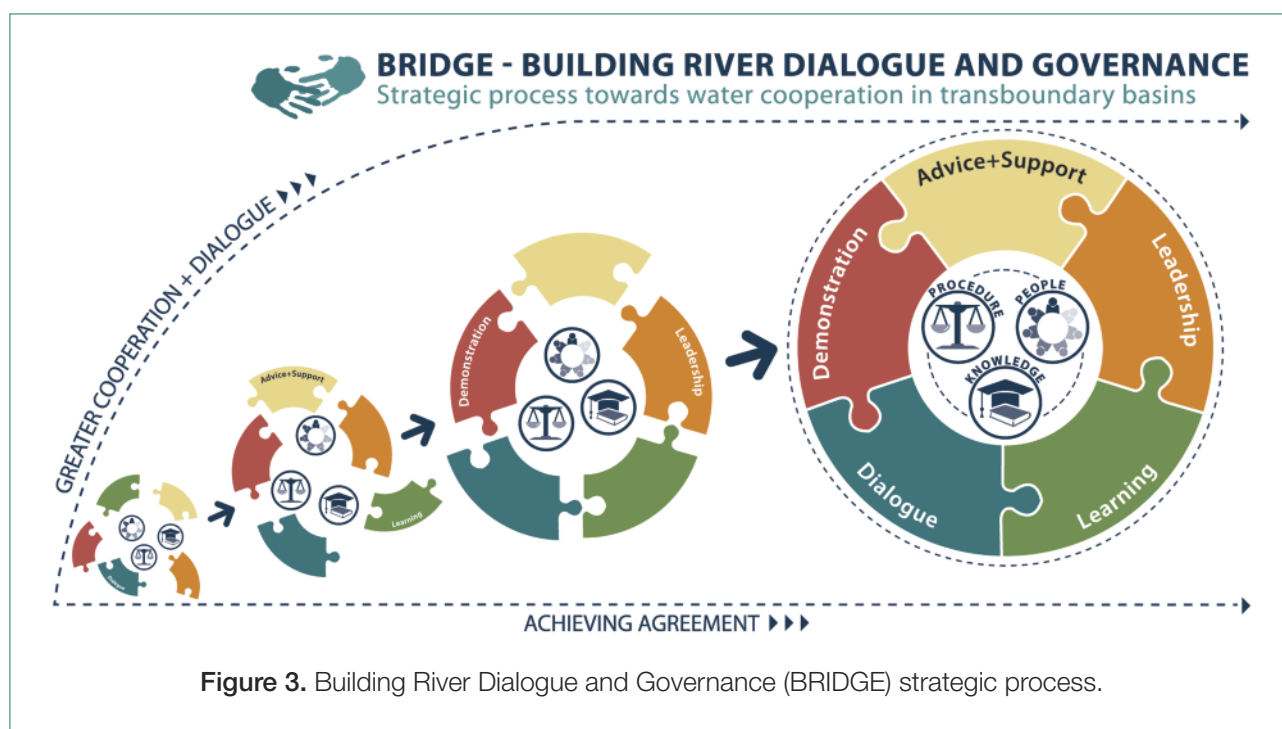 BRIDGE - BUILDING RIVER DIALOGUE AND GOVERNANCE
Strategic process towards water cooperation in transboundary basins
GREATER COOPERATION + DIALOGUE
Dialogue
Advice+Support
Learning
Demonstration
Leadership
Advice+Support
Demonstration
Leadership
PROCEDURE
PEOPLE
KNOWLEDGE
Dialogue
Learning
ACHIEVING AGREEMENT
Figure 3. Building River Dialogue and Governance (BRIDGE) strategic process.